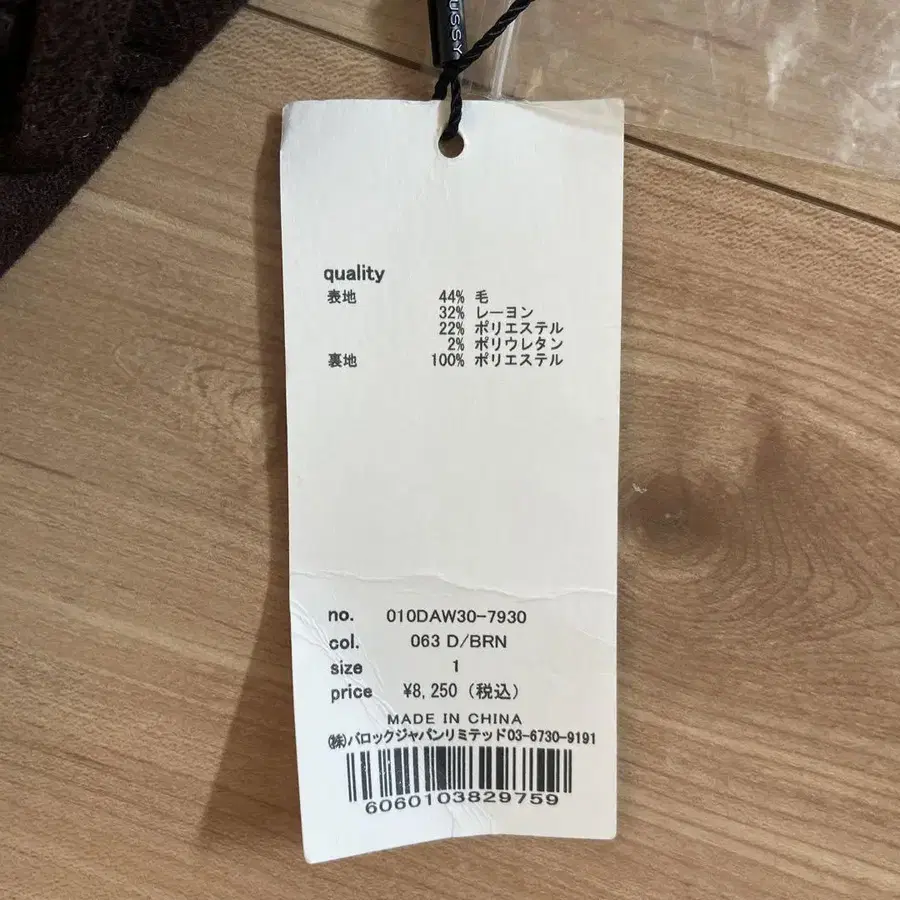 USSY
quality
表地 44% 毛
32% レーヨン
22% ポリエステル
2% ポリウレタン
裏地 100% ポリエステル
no. 010DAW30-7930
col. 063 D/BRN
size 1
price ¥8,250 (税込)
MADE IN CHINA
㈱バロックジャパンリミテッド03-6730-9191
6060103829759